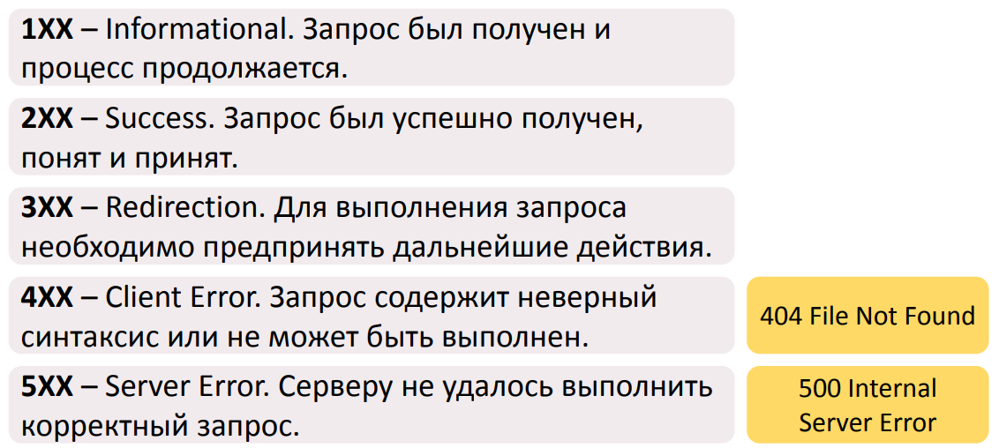 1XX – Informational. Запрос был получен и
процесс продолжается.
2XX – Success. Запрос был успешно получен,
понят и принят.
3XX – Redirection. Для выполнения запроса
необходимо предпринять дальнейшие действия.
4XX – Client Error. Запрос содержит неверный
синтаксис или не может быть выполнен.
404 File Not Found
5XX – Server Error. Серверу не удалось выполнить
корректный запрос.
500 Internal
Server Error